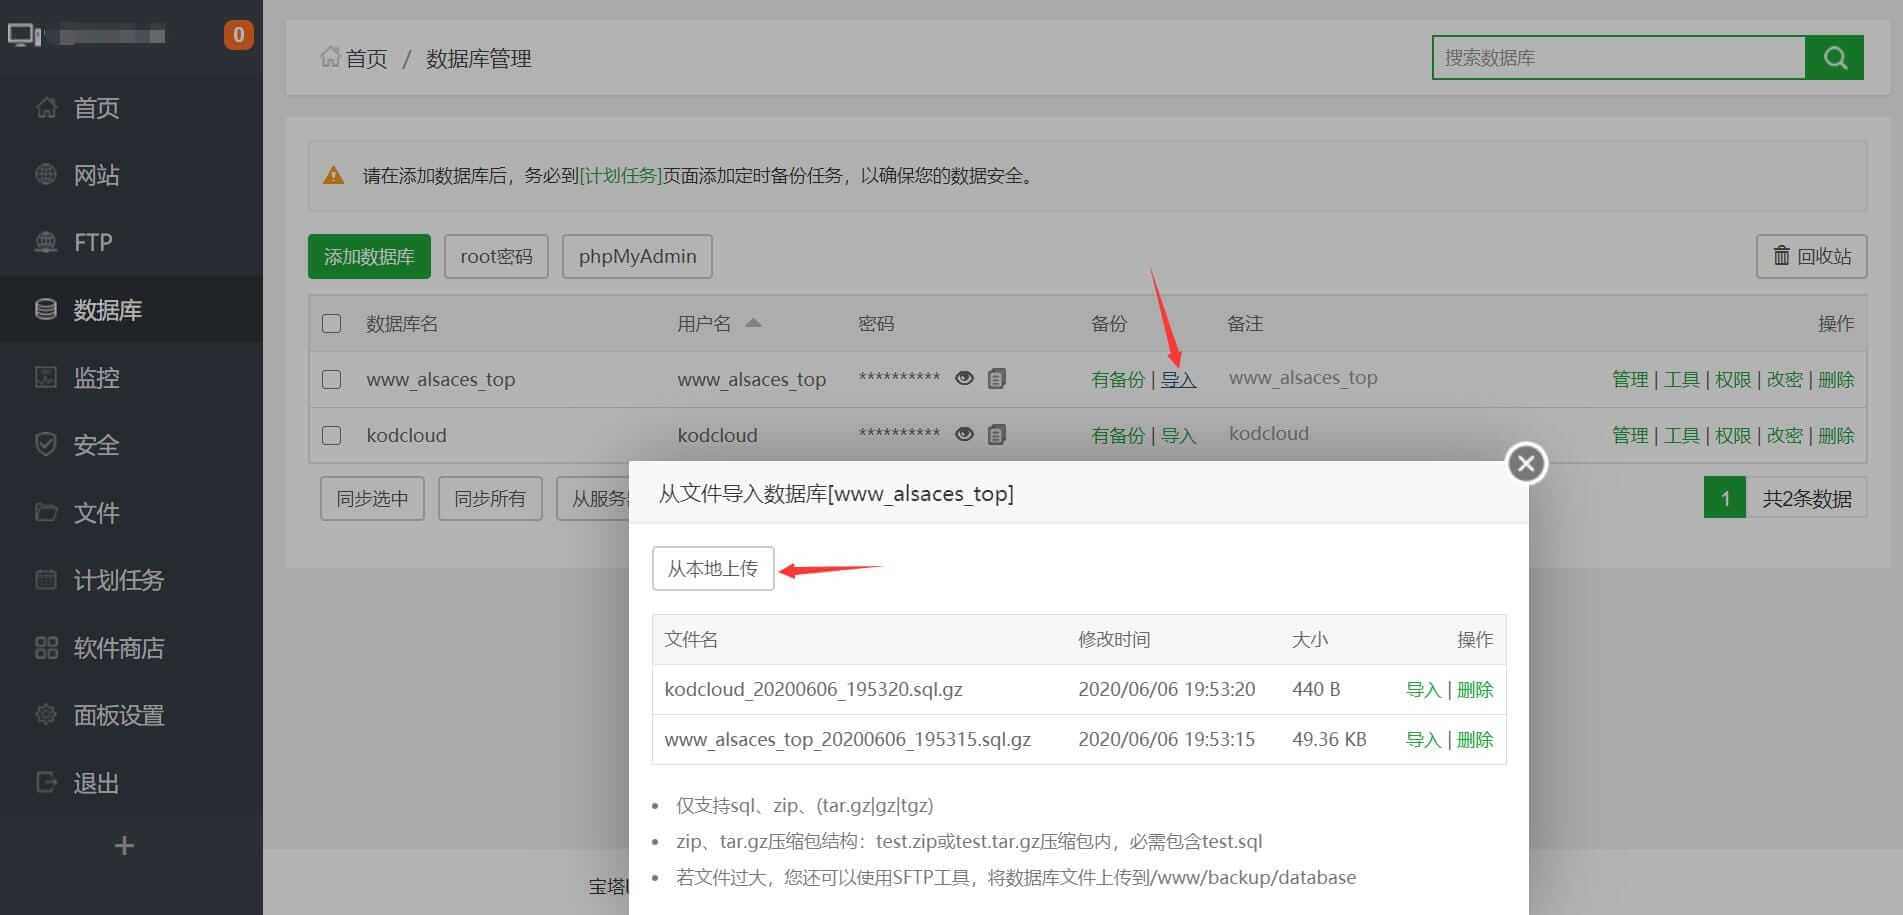 0
首页
网站
FTP
数据库
监控
安全
文件
计划任务
软件商店
面板设置
退出
+
首页 / 数据库管理
搜索数据库
请在添加数据库后，务必到[计划任务]页面添加定时备份任务，以确保您的数据安全。
添加数据库 root密码 phpMyAdmin 回收站
数据库名 用户名 密码 备份 备注 操作
www_alsaces_top www_alsaces_top ********** 有备份 | 导入 www_alsaces_top 管理 | 工具 | 权限 | 改密 | 删除
kodcloud kodcloud ********** 有备份 | 导入 kodcloud 管理 | 工具 | 权限 | 改密 | 删除
同步选中 同步所有 从服务 1 共2条数据
从文件导入数据库[www_alsaces_top]
从本地上传
文件名 修改时间 大小 操作
kodcloud_20200606_195320.sql.gz 2020/06/06 19:53:20 440 B 导入 | 删除
www_alsaces_top_20200606_195315.sql.gz 2020/06/06 19:53:15 49.36 KB 导入 | 删除
• 仅支持sql、zip、(tar.gz|gz|tgz)
• zip、tar.gz压缩包结构：test.zip或test.tar.gz压缩包内，必需包含test.sql
• 若文件过大，您还可以使用SFTP工具，将数据库文件上传到/www/backup/database
宝塔